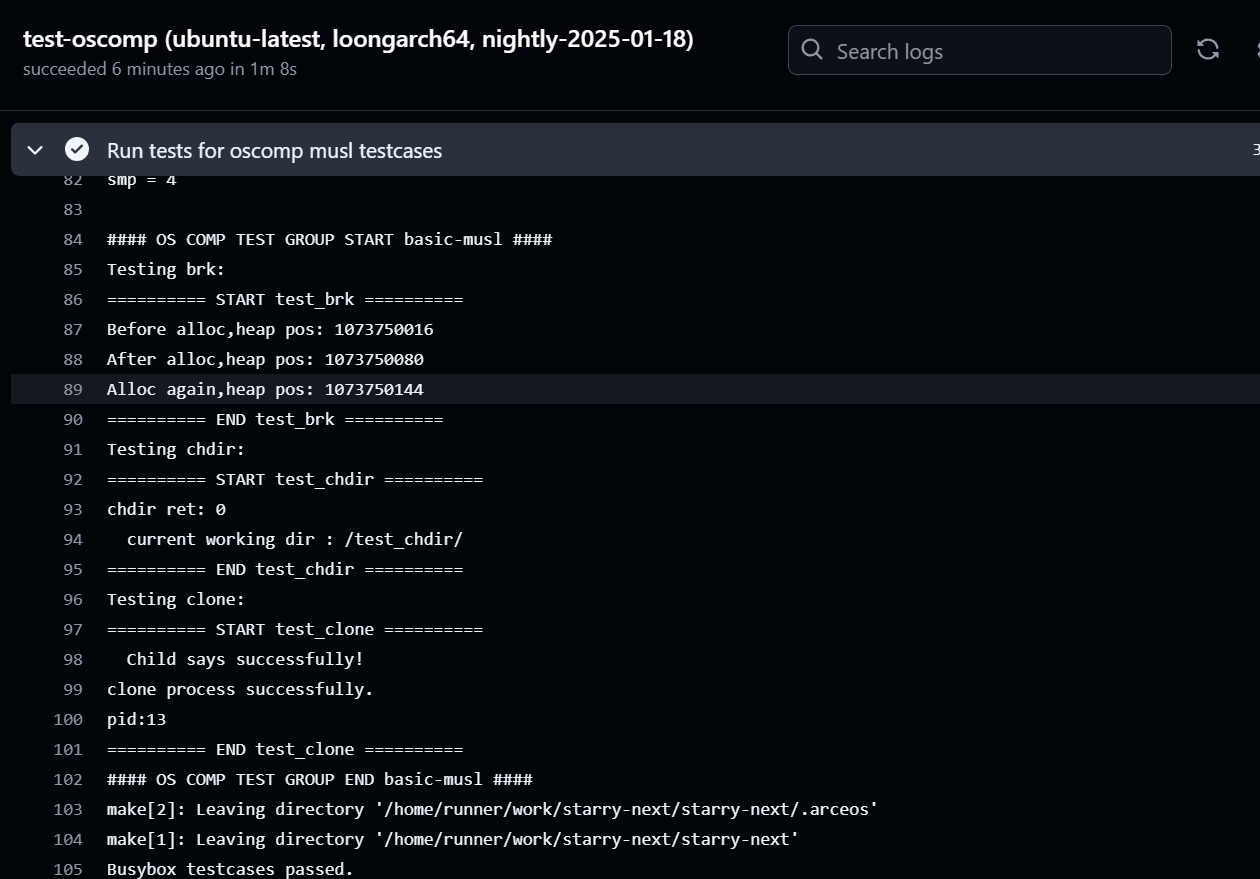 test-oscomp (ubuntu-latest, loongarch64, nightly-2025-01-18)
succeeded 6 minutes ago in 1m 8s
Search logs
Run tests for oscomp musl testcases
3
82 smp = 4
83
84 #### OS COMP TEST GROUP START basic-musl ####
85 Testing brk:
86 ========== START test_brk ==========
87 Before alloc,heap pos: 1073750016
88 After alloc,heap pos: 1073750080
89 Alloc again,heap pos: 1073750144
90 ========== END test_brk ==========
91 Testing chdir:
92 ========== START test_chdir ==========
93 chdir ret: 0
94   current working dir : /test_chdir/
95 ========== END test_chdir ==========
96 Testing clone:
97 ========== START test_clone ==========
98   Child says successfully!
99 clone process successfully.
100 pid:13
101 ========== END test_clone ==========
102 #### OS COMP TEST GROUP END basic-musl ####
103 make[2]: Leaving directory '/home/runner/work/starry-next/starry-next/.arceos'
104 make[1]: Leaving directory '/home/runner/work/starry-next/starry-next'
105 Busybox testcases passed.